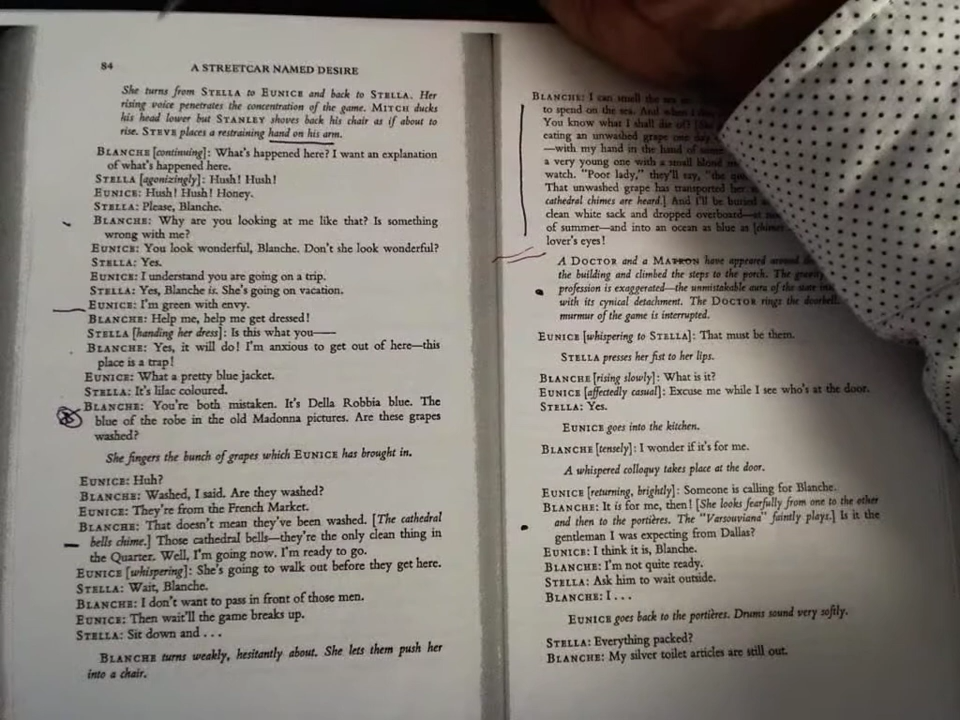 84
A STREETCAR NAMED DESIRE
She turns from STELLA to EUNICE and back to STELLA. Her
rising voice penetrates the concentration of the game. MITCH ducks
his head lower but STANLEY shoves back his chair as if about to
rise. STEVE places a restraining hand on his arm.
BLANCHE [continuing]: What's happened here? I want an explanation
of what's happened here.
STELLA [agonizingly]: Hush! Hush!
EUNICE: Hush! Hush! Honey.
STELLA: Please, Blanche.
BLANCHE: Why are you looking at me like that? Is something
wrong with me?
EUNICE: You look wonderful, Blanche. Don't she look wonderful?
STELLA: Yes.
EUNICE: I understand you are going on a trip.
STELLA: Yes, Blanche is. She's going on vacation.
EUNICE: I'm green with envy.
BLANCHE: Help me, help me get dressed!
STELLA [handing her dress]: Is this what you——
BLANCHE: Yes, it will do! I'm anxious to get out of here—this
place is a trap!
EUNICE: What a pretty blue jacket.
STELLA: It's lilac coloured.
BLANCHE: You're both mistaken. It's Della Robbia blue. The
blue of the robe in the old Madonna pictures. Are these grapes
washed?
She fingers the bunch of grapes which EUNICE has brought in.
EUNICE: Huh?
BLANCHE: Washed, I said. Are they washed?
EUNICE: They're from the French Market.
BLANCHE: That doesn't mean they've been washed. [The cathedral
bells chime.] Those cathedral bells—they're the only clean thing in
the Quarter. Well, I'm going now. I'm ready to go.
EUNICE [whispering]: She's going to walk out before they get here.
STELLA: Wait, Blanche.
BLANCHE: I don't want to pass in front of those men.
EUNICE: Then wait'll the game breaks up.
STELLA: Sit down and . . .
BLANCHE turns weakly, hesitantly about. She lets them push her
into a chair.
BLANCHE: I can smell the sea
to spend on the sea. And when I
You know what I shall die of?
eating an unwashed grape one day
—with my hand in the hand of some
a very young one with a small blond
watch. "Poor lady," they'll say, "the
That unwashed grape has transported her
cathedral chimes are heard.] And I'll be buried
clean white sack and dropped overboard—at
of summer—and into an ocean as blue as [chimes
lover's eyes!
A DOCTOR and a MATRON have appeared around
the building and climbed the steps to the porch. The gravity
profession is exaggerated—the unmistakable aura of the state
with its cynical detachment. The DOCTOR rings the doorbell.
murmur of the game is interrupted.
EUNICE [whispering to STELLA]: That must be them.
STELLA presses her fist to her lips.
BLANCHE [rising slowly]: What is it?
EUNICE [affectedly casual]: Excuse me while I see who's at the door.
STELLA: Yes.
EUNICE goes into the kitchen.
BLANCHE [tensely]: I wonder if it's for me.
A whispered colloquy takes place at the door.
EUNICE [returning, brightly]: Someone is calling for Blanche.
BLANCHE: It is for me, then! [She looks fearfully from one to the other
and then to the portières. The "Varsouviana" faintly plays.] Is it the
gentleman I was expecting from Dallas?
EUNICE: I think it is, Blanche.
BLANCHE: I'm not quite ready.
STELLA: Ask him to wait outside.
BLANCHE: I . . .
EUNICE goes back to the portières. Drums sound very softly.
STELLA: Everything packed?
BLANCHE: My silver toilet articles are still out.